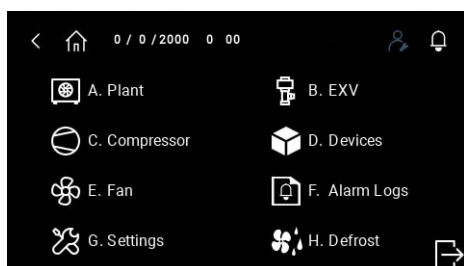 0 / 0 /2000 0 00
A. Plant
B. EXV
C. Compressor
D. Devices
E. Fan
F. Alarm Logs
G. Settings
H. Defrost